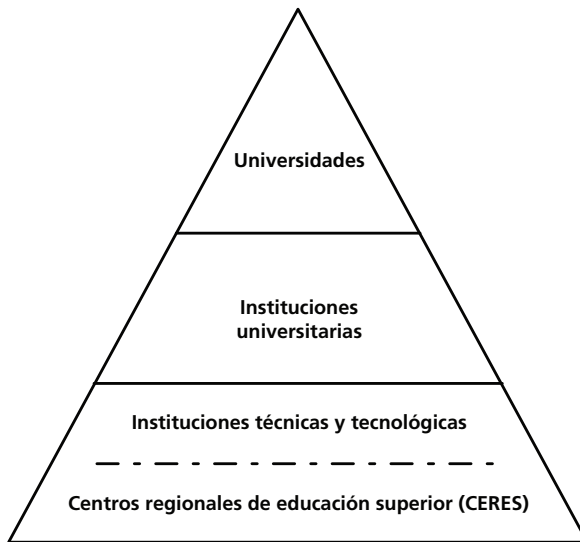 Universidades
Instituciones
universitarias
Instituciones técnicas y tecnológicas
Centros regionales de educación superior (CERES)